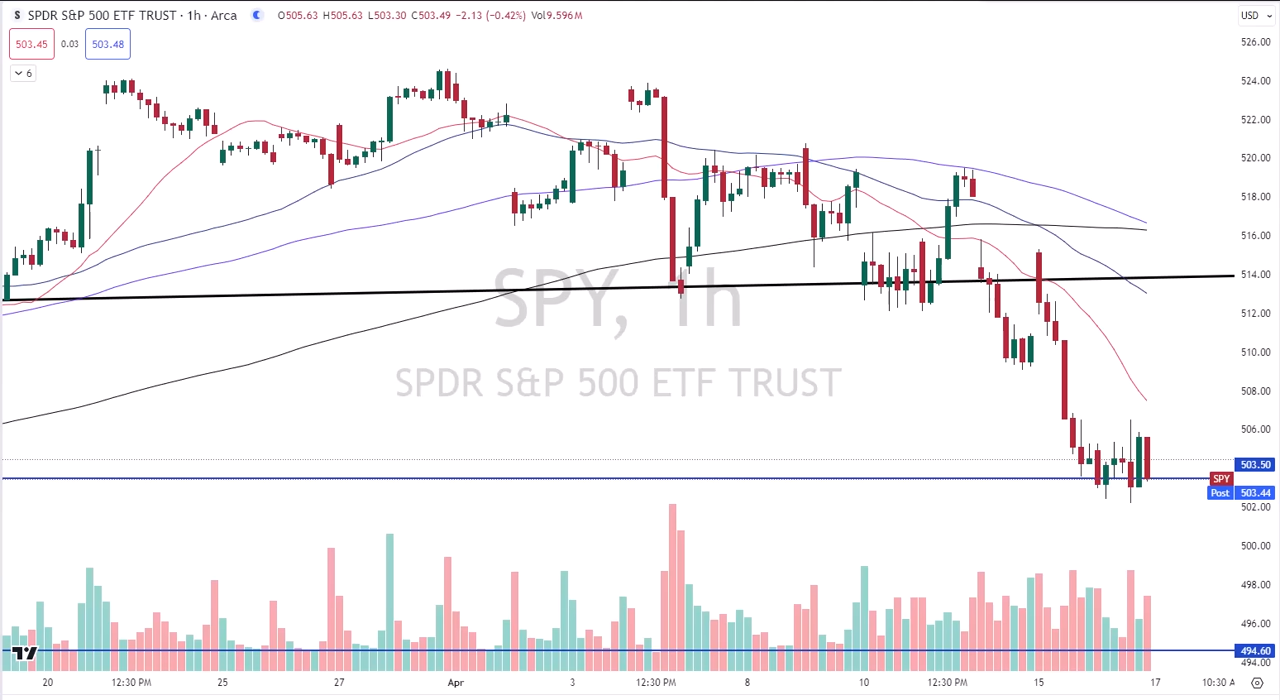 S SPDR S&P 500 ETF TRUST · 1h · Arca O505.63 H505.63 L503.30 C503.49 −2.13 (−0.42%) Vol9.596M
USD
503.45 0.03 503.48
6
526.00
524.00
522.00
520.00
518.00
516.00
514.00
512.00
510.00
508.00
506.00
503.50
SPY
Post 503.44
502.00
500.00
498.00
496.00
494.60
494.00
SPY, 1h
SPDR S&P 500 ETF TRUST
20 12:30 PM 25 27 Apr 3 12:30 PM 8 10 12:30 PM 15 17 10:30 A